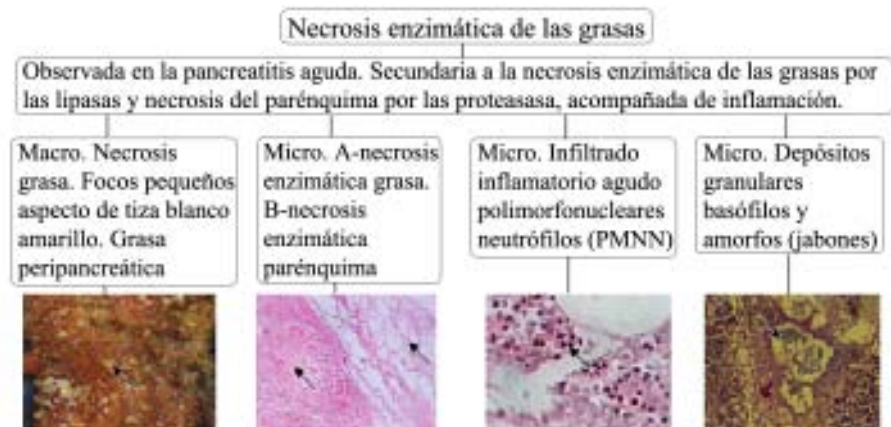 Necrosis enzimática de las grasas
Observada en la pancreatitis aguda. Secundaria a la necrosis enzimática de las grasas por
las lipasas y necrosis del parénquima por las proteasasa, acompañada de inflamación.
Macro. Necrosis
grasa. Focos pequeños
aspecto de tiza blanco
amarillo. Grasa
peripancreática
Micro. A-necrosis
enzimática grasa.
B-necrosis
enzimática
parénquima
Micro. Infiltrado
inflamatorio agudo
polimorfonucleares
neutrófilos (PMNN)
Micro. Depósitos
granulares
basófilos y
amorfos (jabones)